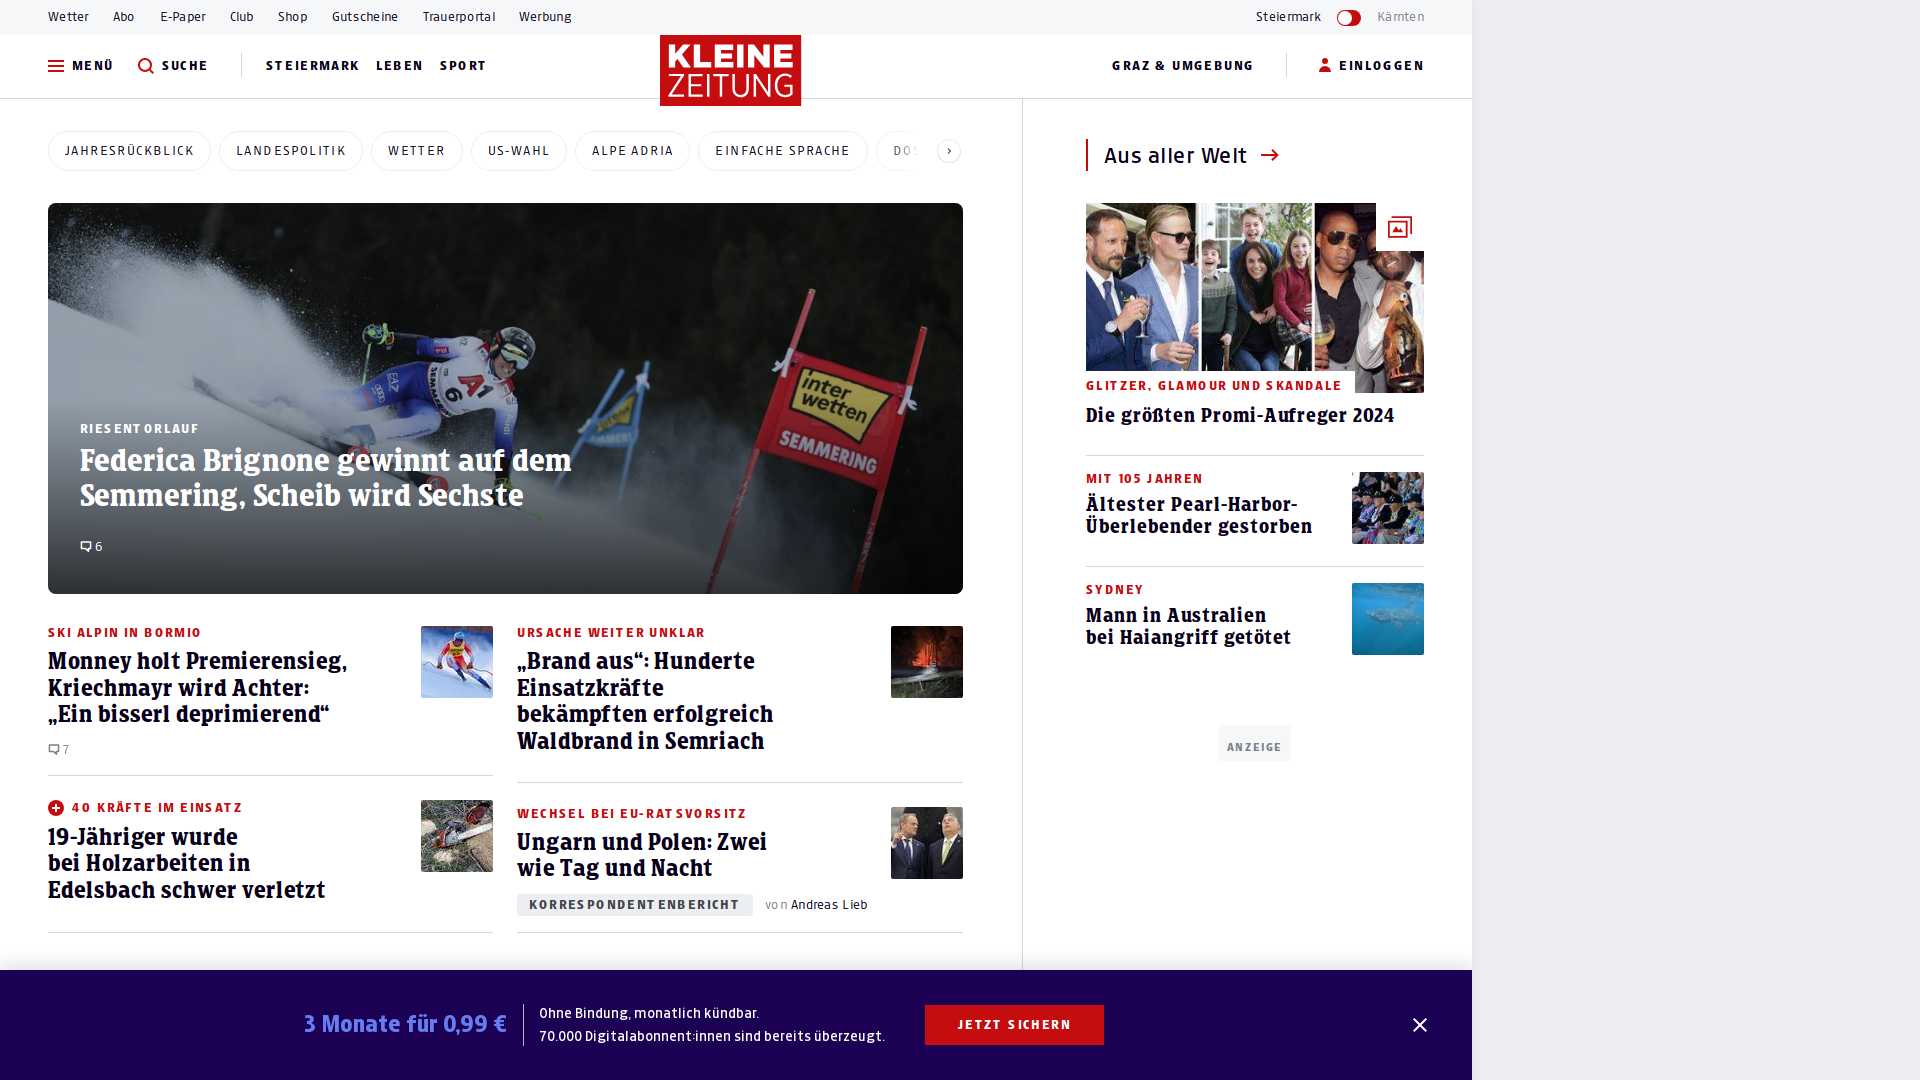 Wetter Abo E-Paper Club Shop Gutscheine Trauerportal Werbung Steiermark Kärnten
MENÜ SUCHE STEIERMARK LEBEN SPORT KLEINE ZEITUNG GRAZ & UMGEBUNG EINLOGGEN
JAHRESRÜCKBLICK LANDESPOLITIK WETTER US-WAHL ALPE ADRIA EINFACHE SPRACHE
inter
wetten
SEMMERING
A1
6
RIESENTORLAUF
Federica Brignone gewinnt auf dem
Semmering, Scheib wird Sechste
6
SKI ALPIN IN BORMIO
Monney holt Premierensieg,
Kriechmayr wird Achter:
„Ein bisserl deprimierend“
7
40 KRÄFTE IM EINSATZ
19-Jähriger wurde
bei Holzarbeiten in
Edelsbach schwer verletzt
URSACHE WEITER UNKLAR
„Brand aus“: Hunderte
Einsatzkräfte
bekämpften erfolgreich
Waldbrand in Semriach
WECHSEL BEI EU-RATSVORSITZ
Ungarn und Polen: Zwei
wie Tag und Nacht
KORRESPONDENTENBERICHT von Andreas Lieb
Aus aller Welt
GLITZER, GLAMOUR UND SKANDALE
Die größten Promi-Aufreger 2024
MIT 105 JAHREN
Ältester Pearl-Harbor-
Überlebender gestorben
SYDNEY
Mann in Australien
bei Haiangriff getötet
ANZEIGE
3 Monate für 0,99 €
Ohne Bindung, monatlich kündbar.
70.000 Digitalabonnent:innen sind bereits überzeugt.
JETZT SICHERN